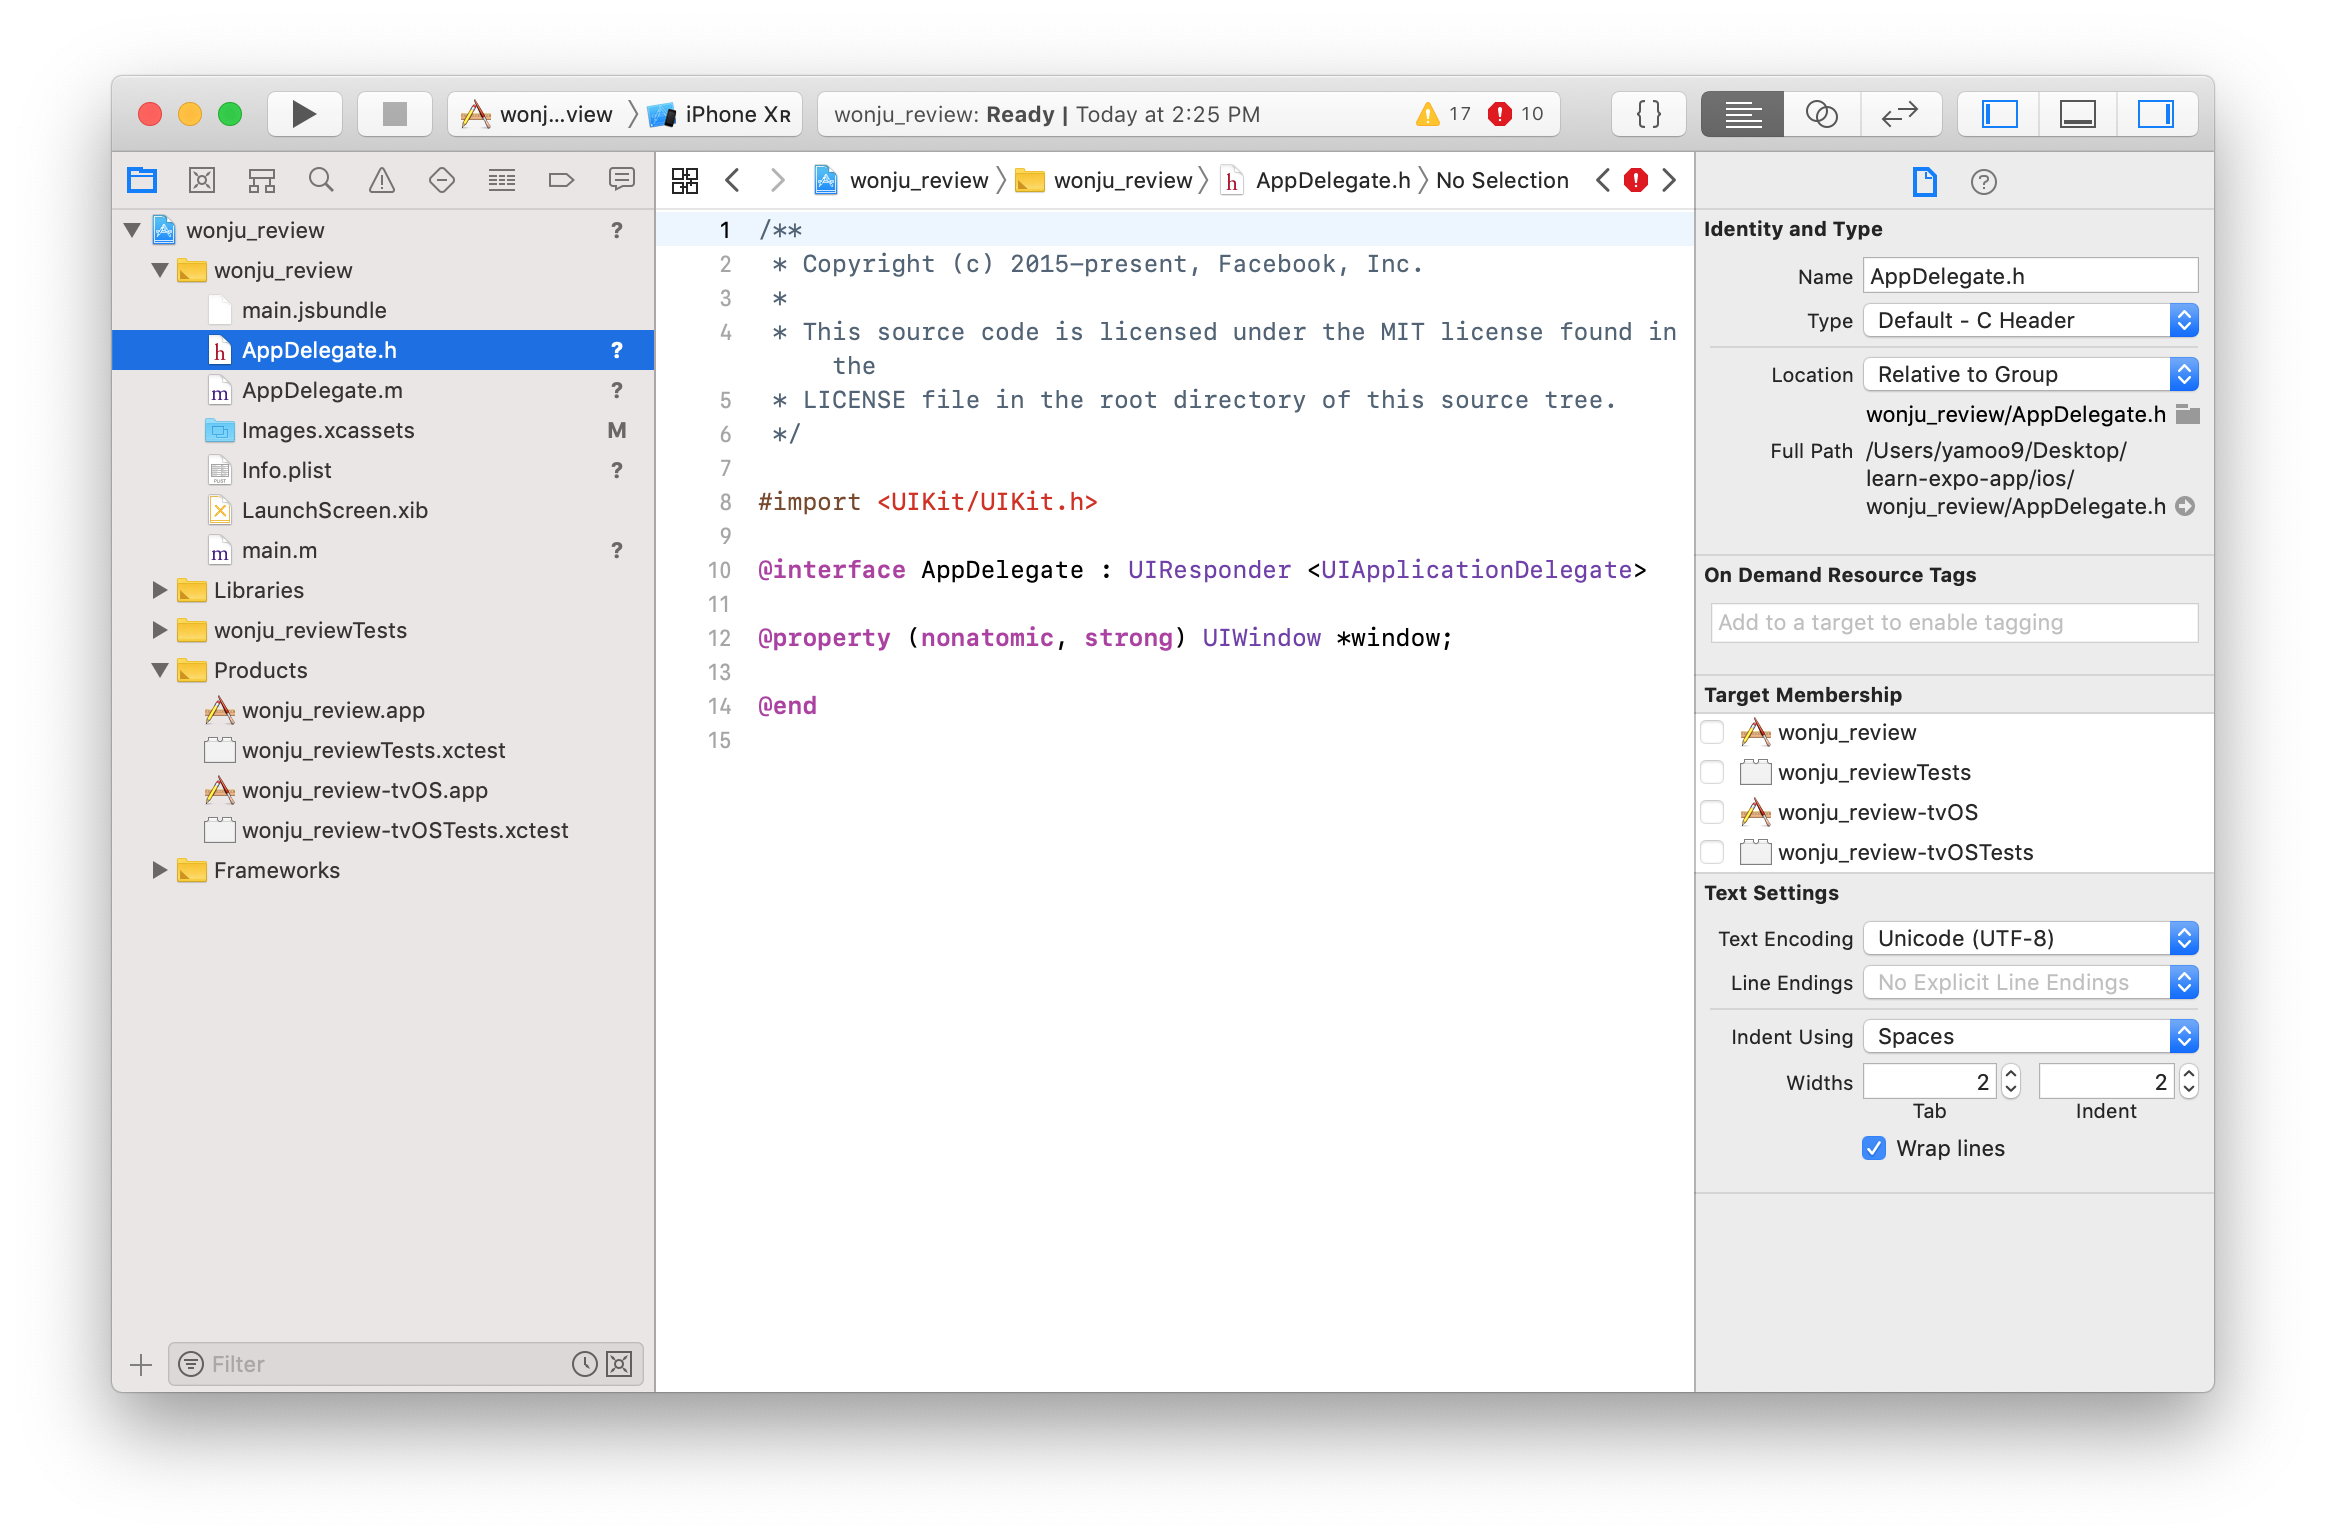 wonj...view 〉 iPhone XR
wonju_review: Ready | Today at 2:25 PM
17
10
{ }
wonju_review 〉 wonju_review 〉 h AppDelegate.h 〉 No Selection
wonju_review ?
wonju_review
main.jsbundle
h AppDelegate.h ?
m AppDelegate.m ?
Images.xcassets M
Info.plist ?
LaunchScreen.xib
m main.m ?
Libraries
wonju_reviewTests
Products
wonju_review.app
wonju_reviewTests.xctest
wonju_review-tvOS.app
wonju_review-tvOSTests.xctest
Frameworks
Filter
1 /**
2 * Copyright (c) 2015-present, Facebook, Inc.
3 *
4 * This source code is licensed under the MIT license found in
the
5 * LICENSE file in the root directory of this source tree.
6 */
7
8 #import <UIKit/UIKit.h>
9
10 @interface AppDelegate : UIResponder <UIApplicationDelegate>
11
12 @property (nonatomic, strong) UIWindow *window;
13
14 @end
15
Identity and Type
Name AppDelegate.h
Type Default - C Header
Location Relative to Group
wonju_review/AppDelegate.h
Full Path /Users/yamoo9/Desktop/
learn-expo-app/ios/
wonju_review/AppDelegate.h
On Demand Resource Tags
Add to a target to enable tagging
Target Membership
wonju_review
wonju_reviewTests
wonju_review-tvOS
wonju_review-tvOSTests
Text Settings
Text Encoding Unicode (UTF-8)
Line Endings No Explicit Line Endings
Indent Using Spaces
Widths 2 2
Tab Indent
Wrap lines